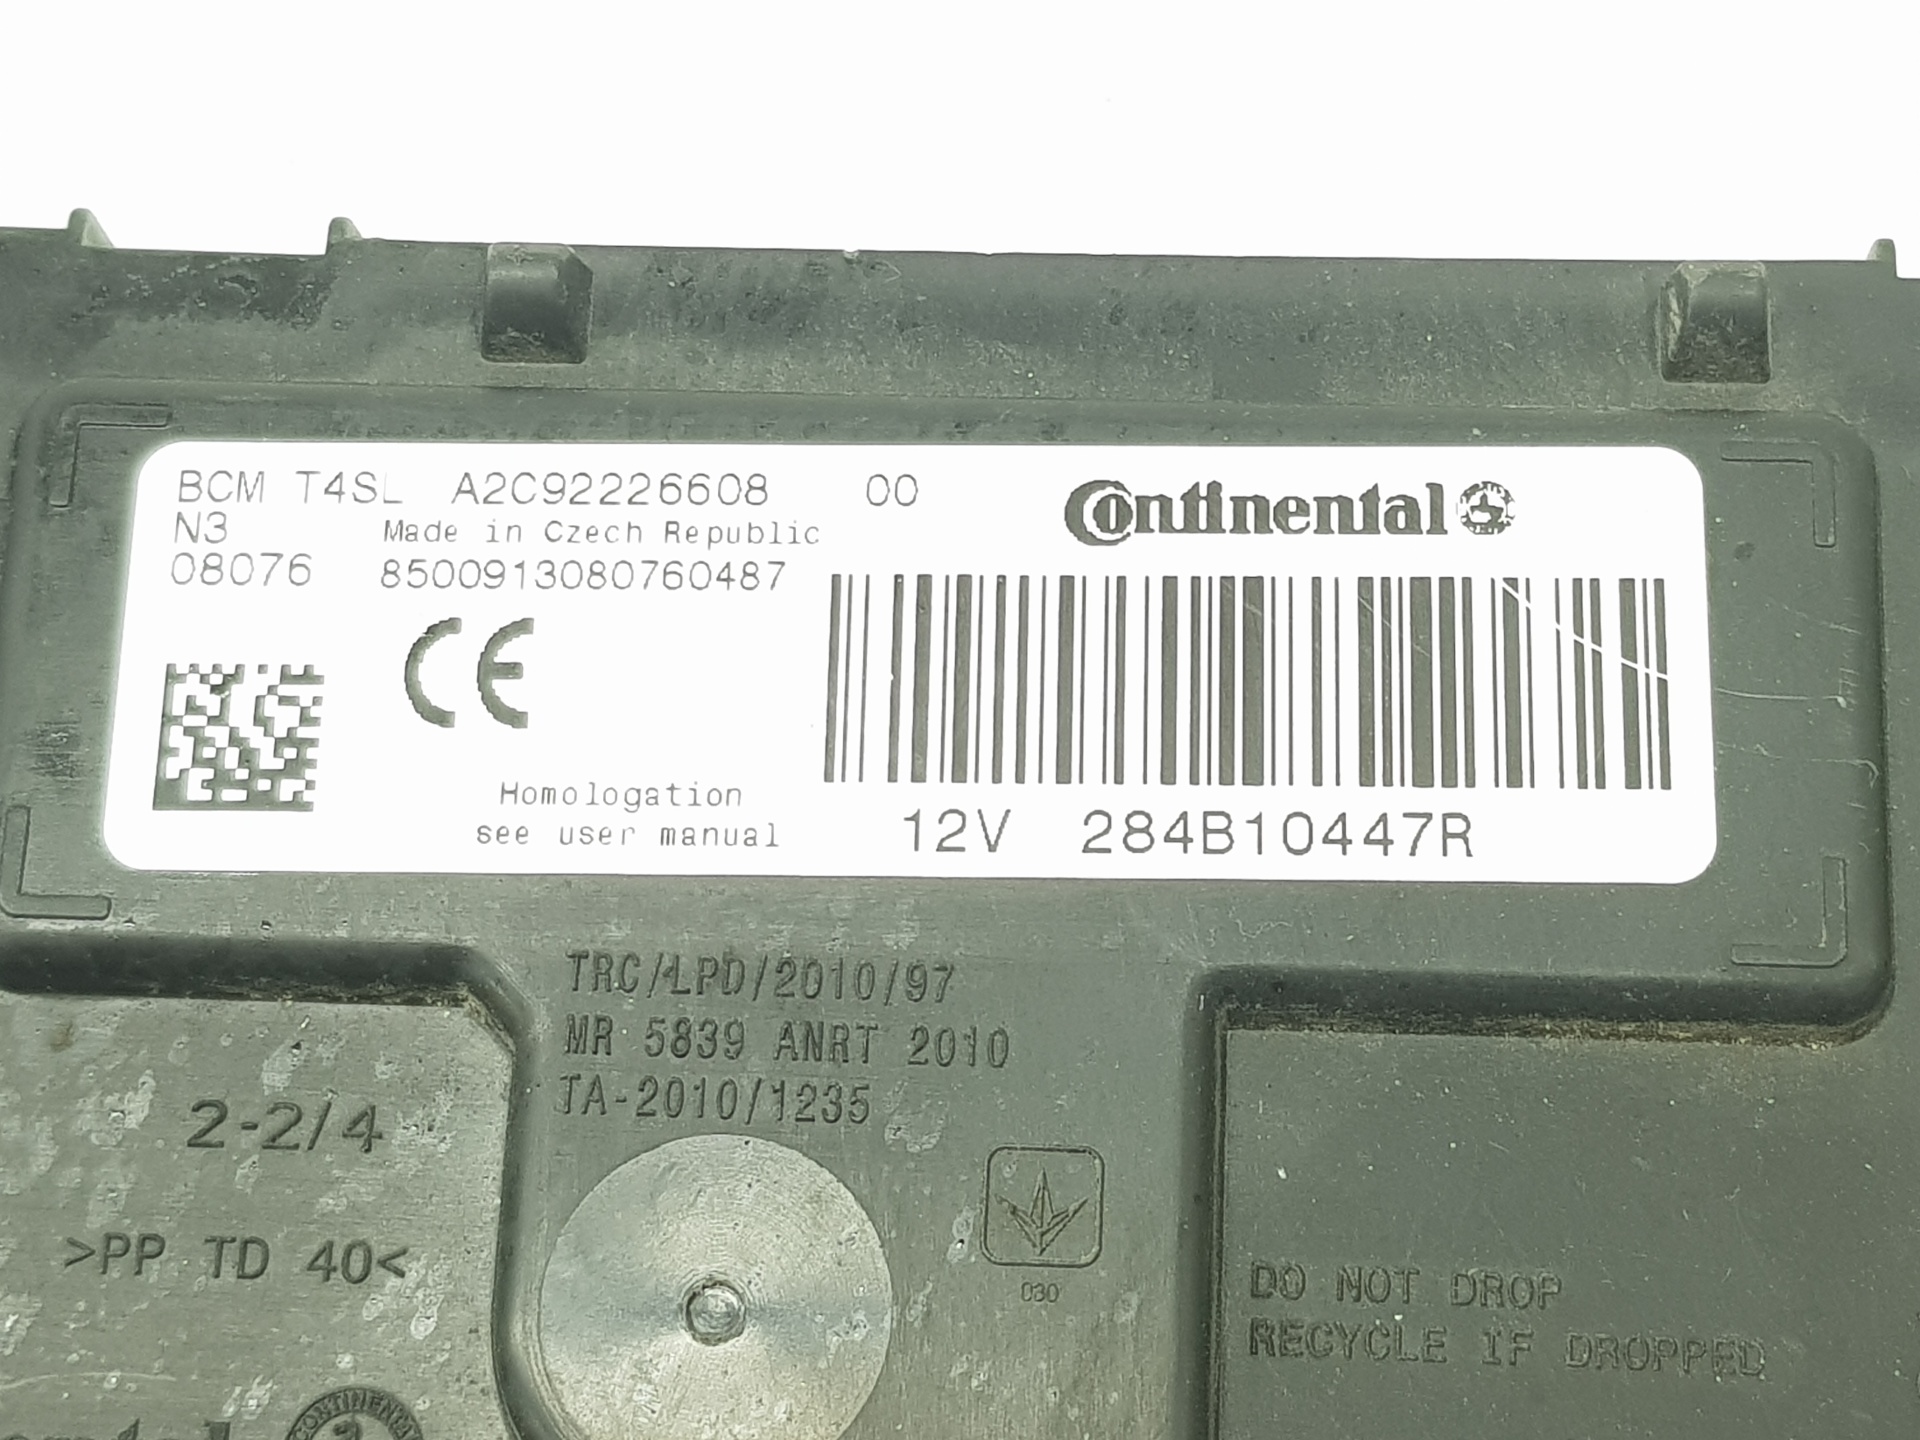 BCM T4SL A2C92226608 00
Continental
N3 Made in Czech Republic
08076 8500913080760487
CE
Homologation
see user manual
12V 284B10447R
TRC/LPD/2010/97
MR 5839 ANRT 2010
TA-2010/1235
2-2/4
>PP TD 40<
030
DO NOT DROP
RECYCLE IF DROPPED
CONTINENTAL